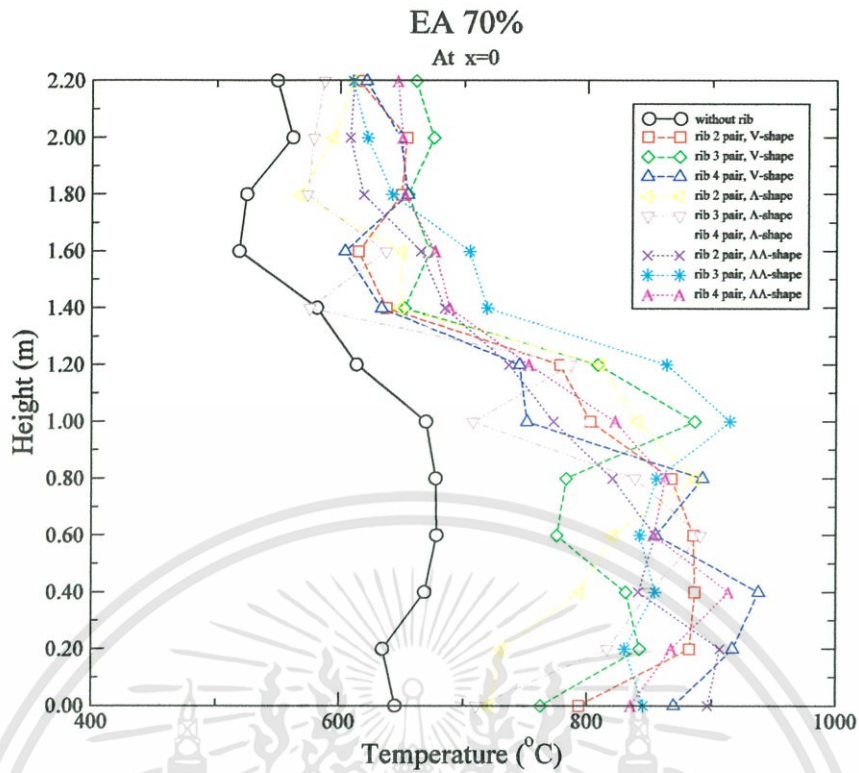 EA 70%
At x=0
2.20
2.00
1.80
1.60
1.40
1.20
1.00
0.80
0.60
0.40
0.20
0.00
Height (m)
without rib
rib 2 pair, V-shape
rib 3 pair, V-shape
rib 4 pair, V-shape
rib 2 pair, Λ-shape
rib 3 pair, Λ-shape
rib 4 pair, Λ-shape
rib 2 pair, ΛΛ-shape
rib 3 pair, ΛΛ-shape
rib 4 pair, ΛΛ-shape
400 600 800 1000
Temperature (°C)